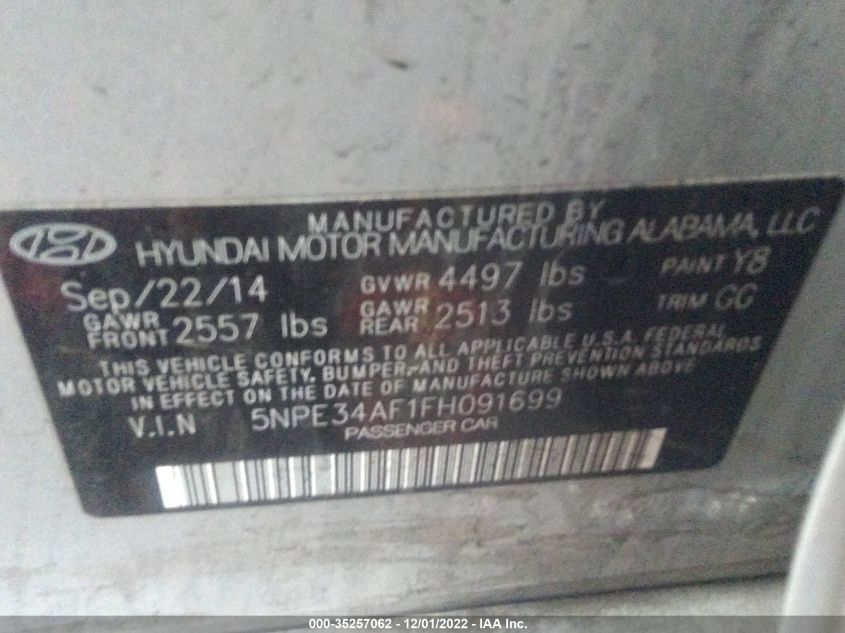 MANUFACTURED BY
HYUNDAI MOTOR MANUFACTURING ALABAMA, LLC
Sep/22/14 GVWR 4497 lbs PAINT Y8
GAWR FRONT 2557 lbs GAWR REAR 2513 lbs TRIM GG
THIS VEHICLE CONFORMS TO ALL APPLICABLE U.S.A. FEDERAL
MOTOR VEHICLE SAFETY, BUMPER, AND THEFT PREVENTION STANDARDS
IN EFFECT ON THE DATE OF MANUFACTURE SHOWN ABOVE.
V.I.N 5NPE34AF1FH091699
PASSENGER CAR
000-35257062 - 12/01/2022 - IAA Inc.